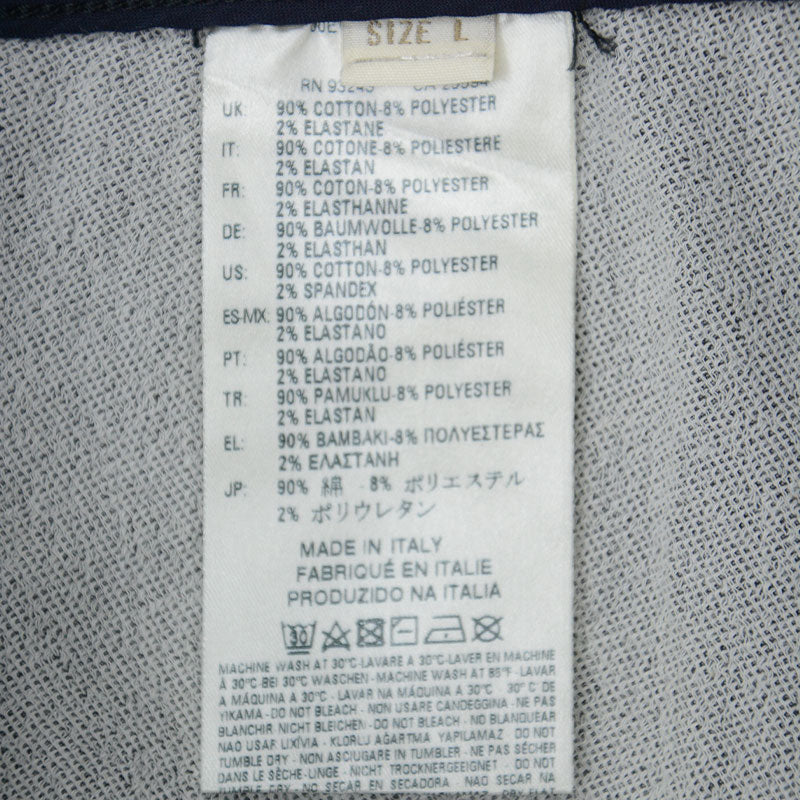 SIZE L
RN 93243 CA 25594
UK: 90% COTTON-8% POLYESTER
2% ELASTANE
IT: 90% COTONE-8% POLIESTERE
2% ELASTAN
FR: 90% COTON-8% POLYESTER
2% ELASTHANNE
DE: 90% BAUMWOLLE-8% POLYESTER
2% ELASTHAN
US: 90% COTTON-8% POLYESTER
2% SPANDEX
ES-MX: 90% ALGODÓN-8% POLIÉSTER
2% ELASTANO
PT: 90% ALGODÃO-8% POLIÉSTER
2% ELASTANO
TR: 90% PAMUKLU-8% POLYESTER
2% ELASTAN
EL: 90% ΒΑΜΒΑΚΙ-8% ΠΟΛΥΕΣΤΕΡΑΣ
2% ΕΛΑΣΤΑΝΗ
JP: 90% 綿 - 8% ポリエステル
2% ポリウレタン
MADE IN ITALY
FABRIQUÉ EN ITALIE
PRODUZIDO NA ITALIA
30
MACHINE WASH AT 30°C-LAVARE A 30°C-LAVER EN MACHINE
À 30°C-BEI 30°C WASCHEN-MACHINE WASH AT 85°F- LAVAR
A MÁQUINA A 30°C - LAVAR NA MÁQUINA A 30°C 30°C DE
YIKAMA-DO NOT BLEACH-NON USARE CANDEGGINA-NE PAS
BLANCHIR NICHT BLEICHEN-DO NOT BLEACH-NO BLANQUEAR
NAO USAR LIXÍVIA - KLORLU AĞARTMA YAPILAMAZ DO NOT
TUMBLE DRY- NON ASCIUGARE IN TUMBLER - NE PAS SÉCHER
DANS LE SÈCHE-LINGE - NICHT TROCKNERGEEIGNET - DO NOT
TUMBLE DRY- NO SECAR EN SECADORA - NAO SECAR NA